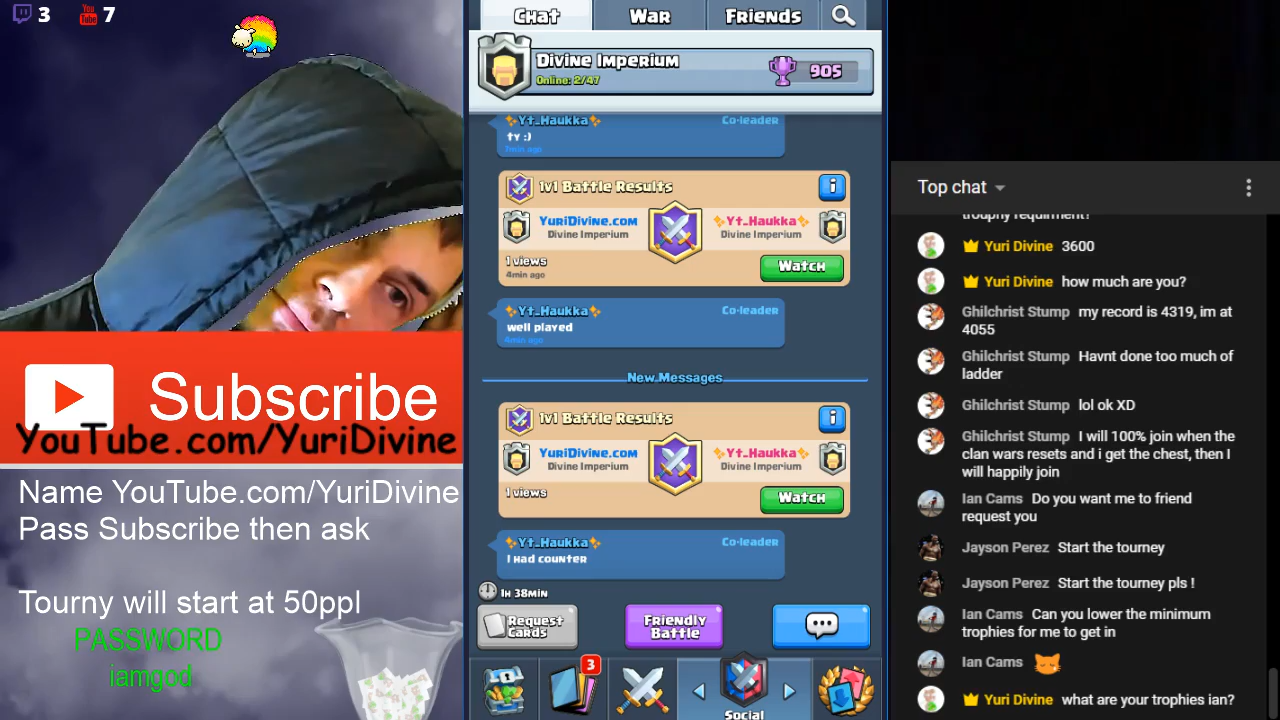 3
You Tube 7
Subscribe
YouTube.com/YuriDivine
Name YouTube.com/YuriDivine
Pass Subscribe then ask
Tourny will start at 50ppl
PASSWORD
iamgod
Chat War Friends
Divine Imperium
Online: 2/47
905
Yt_Haukka Co-leader
ty :)
1min ago
1v1 Battle Results i
YuriDivine.com Yt_Haukka
Divine Imperium Divine Imperium
1 views
4min ago
Watch
Yt_Haukka Co-leader
well played
4min ago
New Messages
1v1 Battle Results i
YuriDivine.com Yt_Haukka
Divine Imperium Divine Imperium
1 views
Watch
Yt_Haukka Co-leader
I had counter
1h 38min
Request
Cards
Friendly
Battle
1
3
Social
Top chat
trouphy requirment?
Yuri Divine 3600
Yuri Divine how much are you?
Ghilchrist Stump my record is 4319, im at
4055
Ghilchrist Stump Havnt done too much of
ladder
Ghilchrist Stump lol ok XD
Ghilchrist Stump I will 100% join when the
clan wars resets and i get the chest, then I
will happily join
Ian Cams Do you want me to friend
request you
Jayson Perez Start the tourney
Jayson Perez Start the tourney pls !
Ian Cams Can you lower the minimum
trophies for me to get in
Ian Cams
Yuri Divine what are your trophies ian?